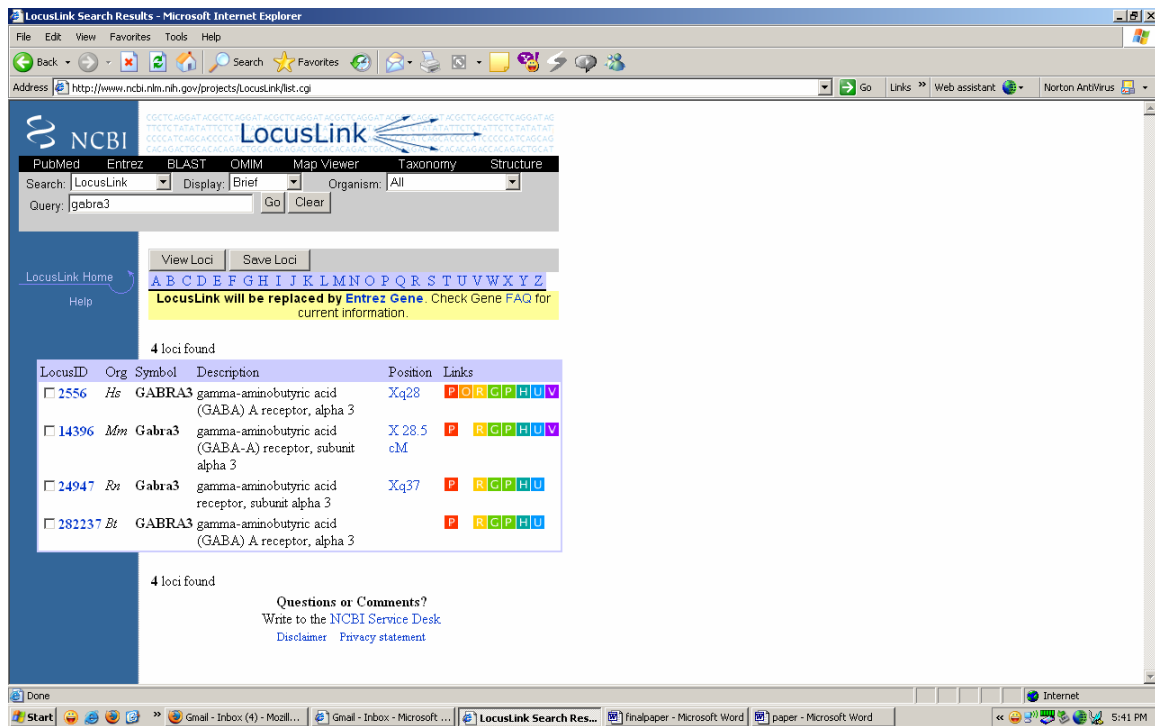 LocusLink Search Results - Microsoft Internet Explorer
File Edit View Favorites Tools Help
Back Search Favorites
Address http://www.ncbi.nlm.nih.gov/projects/LocusLink/list.cgi Go Links » Web assistant Norton AntiVirus
NCBI LocusLink
PubMed Entrez BLAST OMIM Map Viewer Taxonomy Structure
Search: LocusLink Display: Brief Organism: All
Query: gabra3 Go Clear
View Loci Save Loci
LocusLink Home
A B C D E F G H I J K L M N O P Q R S T U V W X Y Z
Help
LocusLink will be replaced by Entrez Gene. Check Gene FAQ for
current information.
4 loci found
LocusID Org Symbol Description Position Links
2556 Hs GABRA3 gamma-aminobutyric acid Xq28 P O R G P H U V
(GABA) A receptor, alpha 3
14396 Mm Gabra3 gamma-aminobutyric acid X 28.5 P R G P H U V
(GABA-A) receptor, subunit cM
alpha 3
24947 Rn Gabra3 gamma-aminobutyric acid Xq37 P R G P H U
receptor, subunit alpha 3
282237 Bt GABRA3 gamma-aminobutyric acid P R G P H U
(GABA) A receptor, alpha 3
4 loci found
Questions or Comments?
Write to the NCBI Service Desk
Disclaimer Privacy statement
Done Internet
Start » Gmail - Inbox (4) - Mozill... Gmail - Inbox - Microsoft ... LocusLink Search Res... finalpaper - Microsoft Word paper - Microsoft Word « 5:41 PM